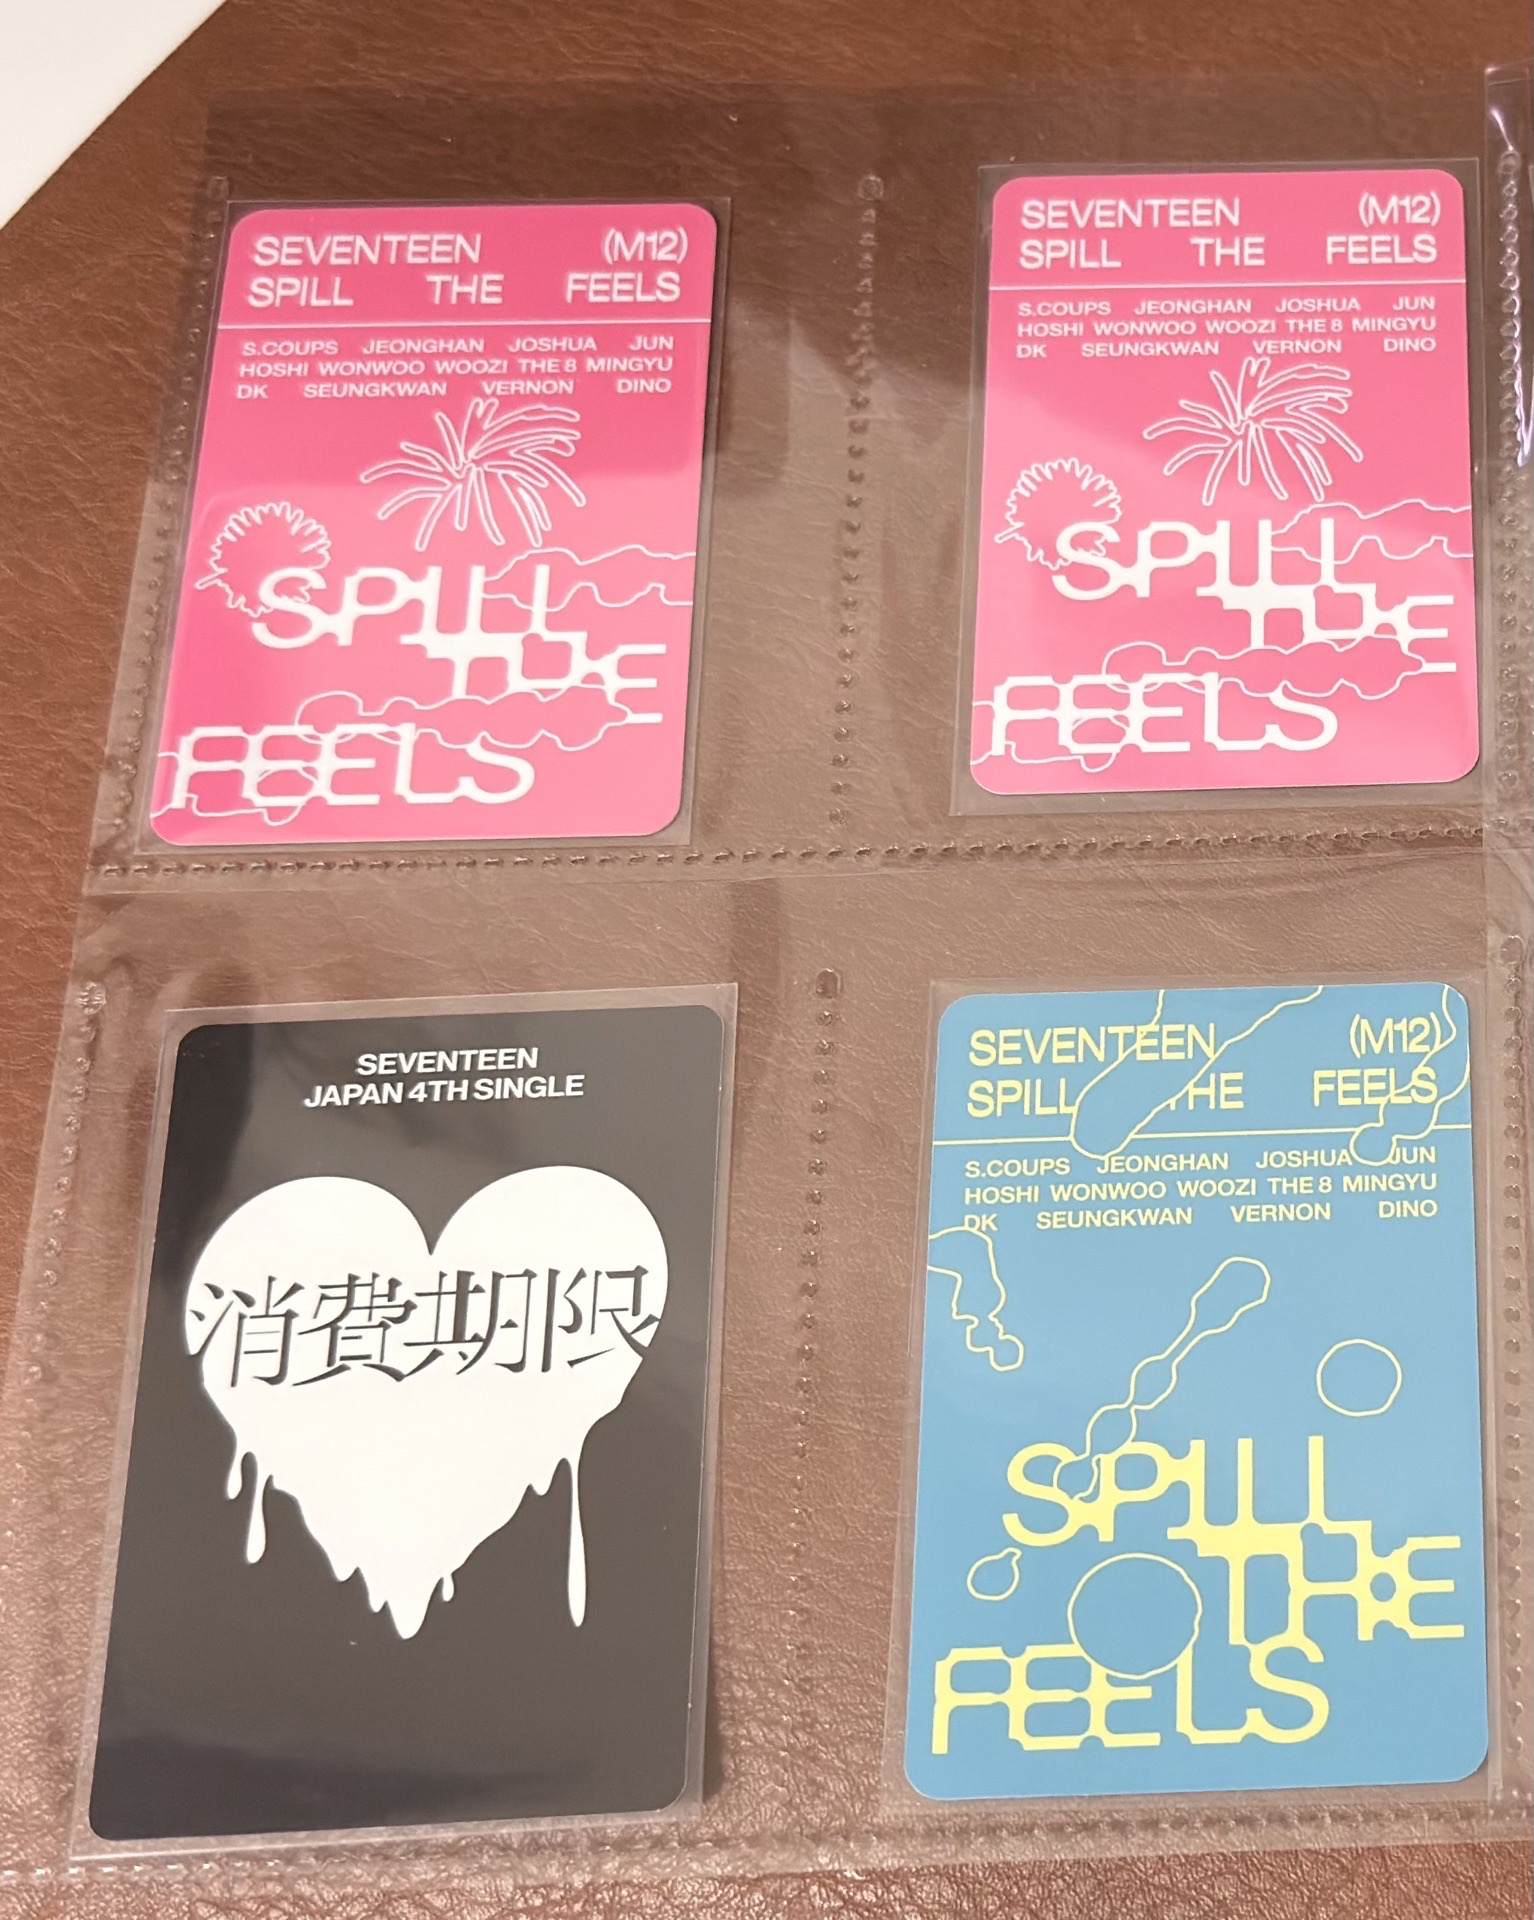 SEVENTEEN (M12)
SPILL THE FEELS
S.COUPS JEONGHAN JOSHUA JUN
HOSHI WONWOO WOOZI THE 8 MINGYU
DK SEUNGKWAN VERNON DINO
SPILL
THE
FEELS
SEVENTEEN (M12)
SPILL THE FEELS
S.COUPS JEONGHAN JOSHUA JUN
HOSHI WONWOO WOOZI THE 8 MINGYU
DK SEUNGKWAN VERNON DINO
SPILL
THE
FEELS
SEVENTEEN
JAPAN 4TH SINGLE
消費期限
SEVENTEEN (M12)
SPILL THE FEELS
S.COUPS JEONGHAN JOSHUA JUN
HOSHI WONWOO WOOZI THE 8 MINGYU
DK SEUNGKWAN VERNON DINO
SPILL
THE
FEELS